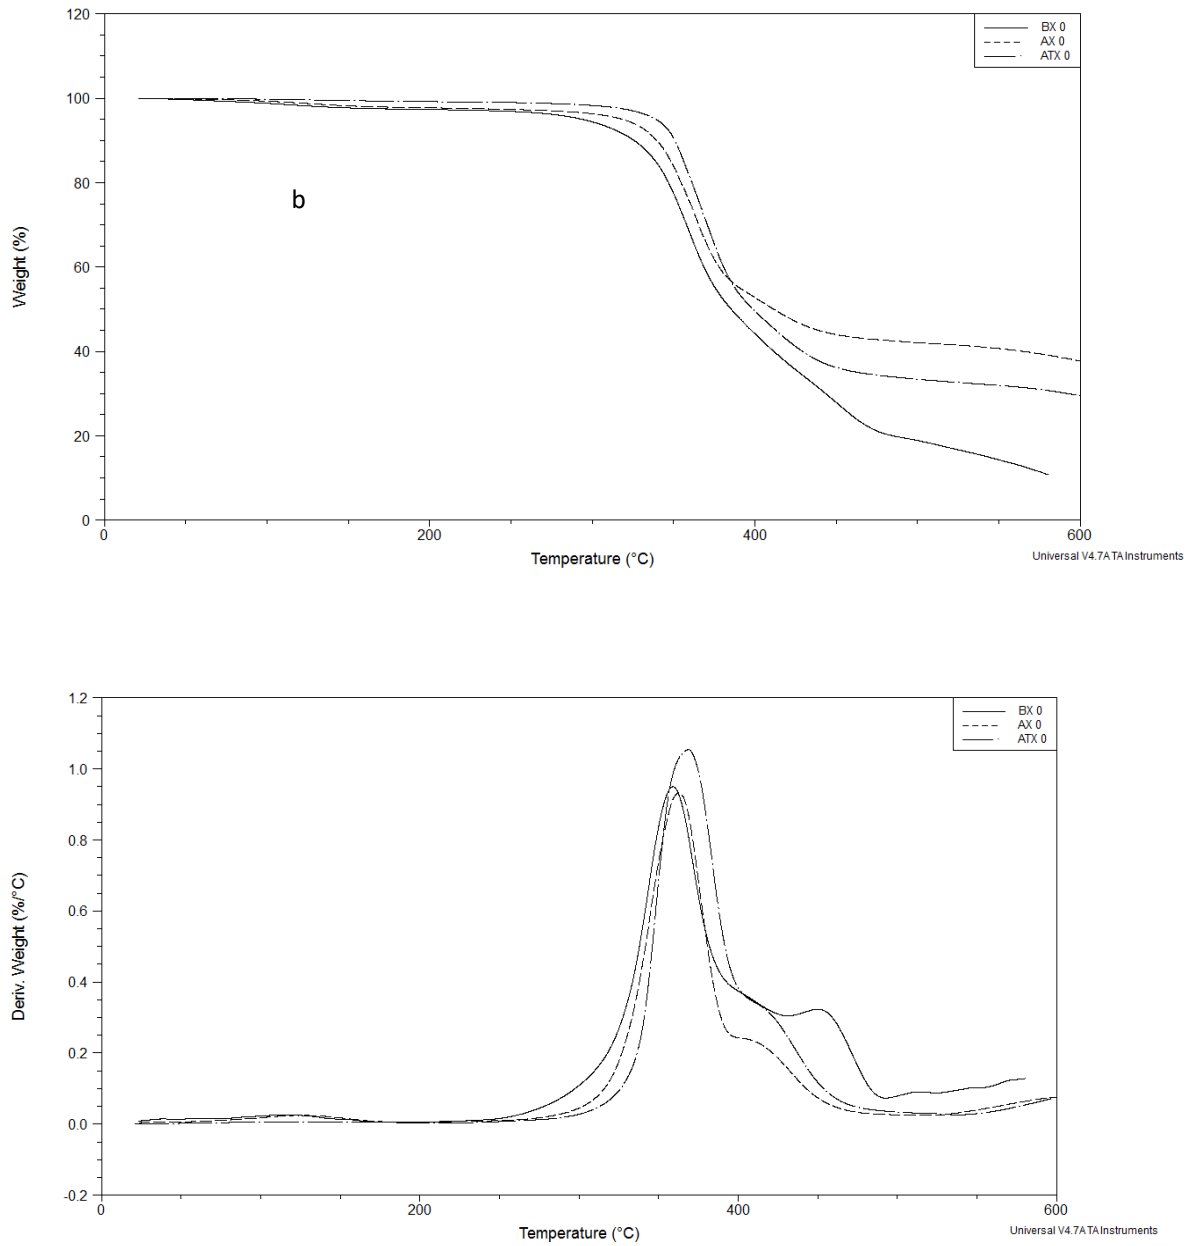 120
100
80
60
40
20
0
Weight (%)
b
BX 0
AX 0
ATX 0
0
200
400
600
Temperature (°C)
Universal V4.7A TA Instruments
1.2
1.0
0.8
0.6
0.4
0.2
0.0
-0.2
Deriv. Weight (%/°C)
BX 0
AX 0
ATX 0
0
200
400
600
Temperature (°C)
Universal V4.7A TA Instruments